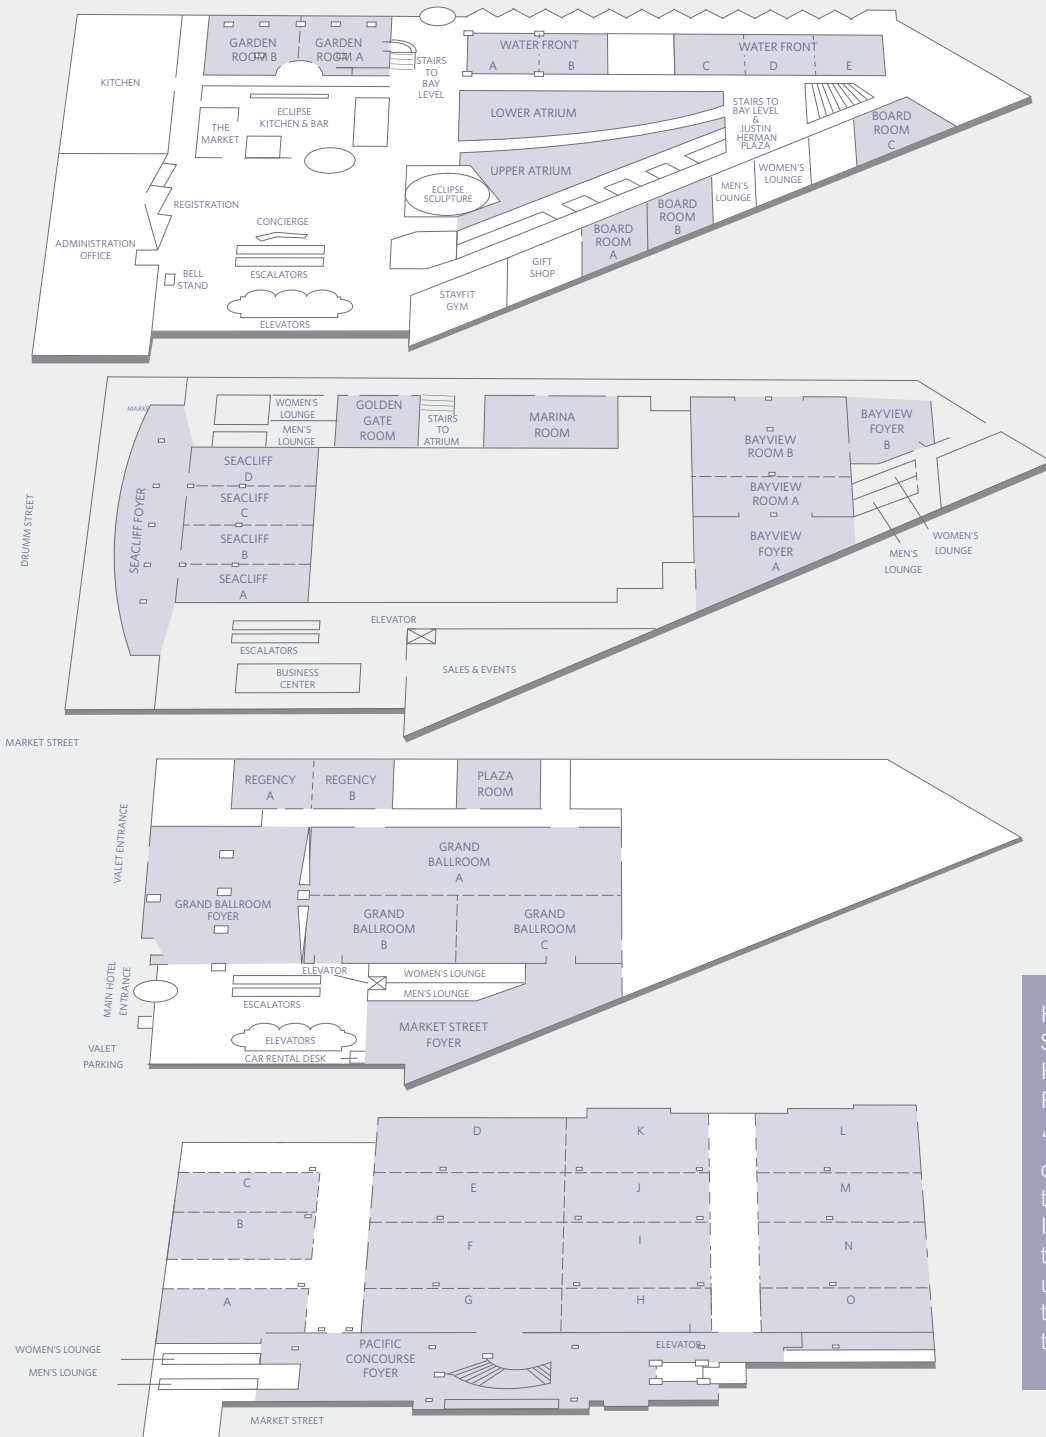 GARDEN
ROOM B
GARDEN
ROOM A
STAIRS
TO
BAY
LEVEL
WATER FRONT
A
B
WATER FRONT
C
D
E
KITCHEN
ECLIPSE
KITCHEN & BAR
THE
MARKET
LOWER ATRIUM
STAIRS TO
BAY LEVEL
&
JUSTIN
HERMAN
PLAZA
BOARD
ROOM
C
UPPER ATRIUM
ECLIPSE
SCULPTURE
WOMEN'S
LOUNGE
MEN'S
LOUNGE
REGISTRATION
BOARD
ROOM
B
CONCIERGE
BOARD
ROOM
A
ADMINISTRATION
OFFICE
BELL
STAND
ESCALATORS
GIFT
SHOP
STAYFIT
GYM
ELEVATORS
MARKE
WOMEN'S
LOUNGE
MEN'S
LOUNGE
GOLDEN
GATE
ROOM
STAIRS
TO
ATRIUM
MARINA
ROOM
BAYVIEW
FOYER
B
BAYVIEW
ROOM B
SEACLIFF
D
SEACLIFF
C
SEACLIFF
B
SEACLIFF
A
SEACLIFF FOYER
DRUMM STREET
BAYVIEW
ROOM A
BAYVIEW
FOYER
A
WOMEN'S
LOUNGE
MEN'S
LOUNGE
ELEVATOR
ESCALATORS
BUSINESS
CENTER
SALES & EVENTS
MARKET STREET
REGENCY
A
REGENCY
B
PLAZA
ROOM
VALET ENTRANCE
GRAND
BALLROOM
A
GRAND BALLROOM
FOYER
GRAND
BALLROOM
B
GRAND
BALLROOM
C
ELEVATOR
WOMEN'S LOUNGE
MEN'S LOUNGE
MAIN HOTEL
ENTRANCE
ESCALATORS
MARKET STREET
FOYER
ELEVATORS
CAR RENTAL DESK
VALET
PARKING
D
K
L
C
E
J
M
B
F
I
N
A
G
H
O
PACIFIC
CONCOURSE
FOYER
ELEVATOR
WOMEN'S LOUNGE
MEN'S LOUNGE
MARKET STREET